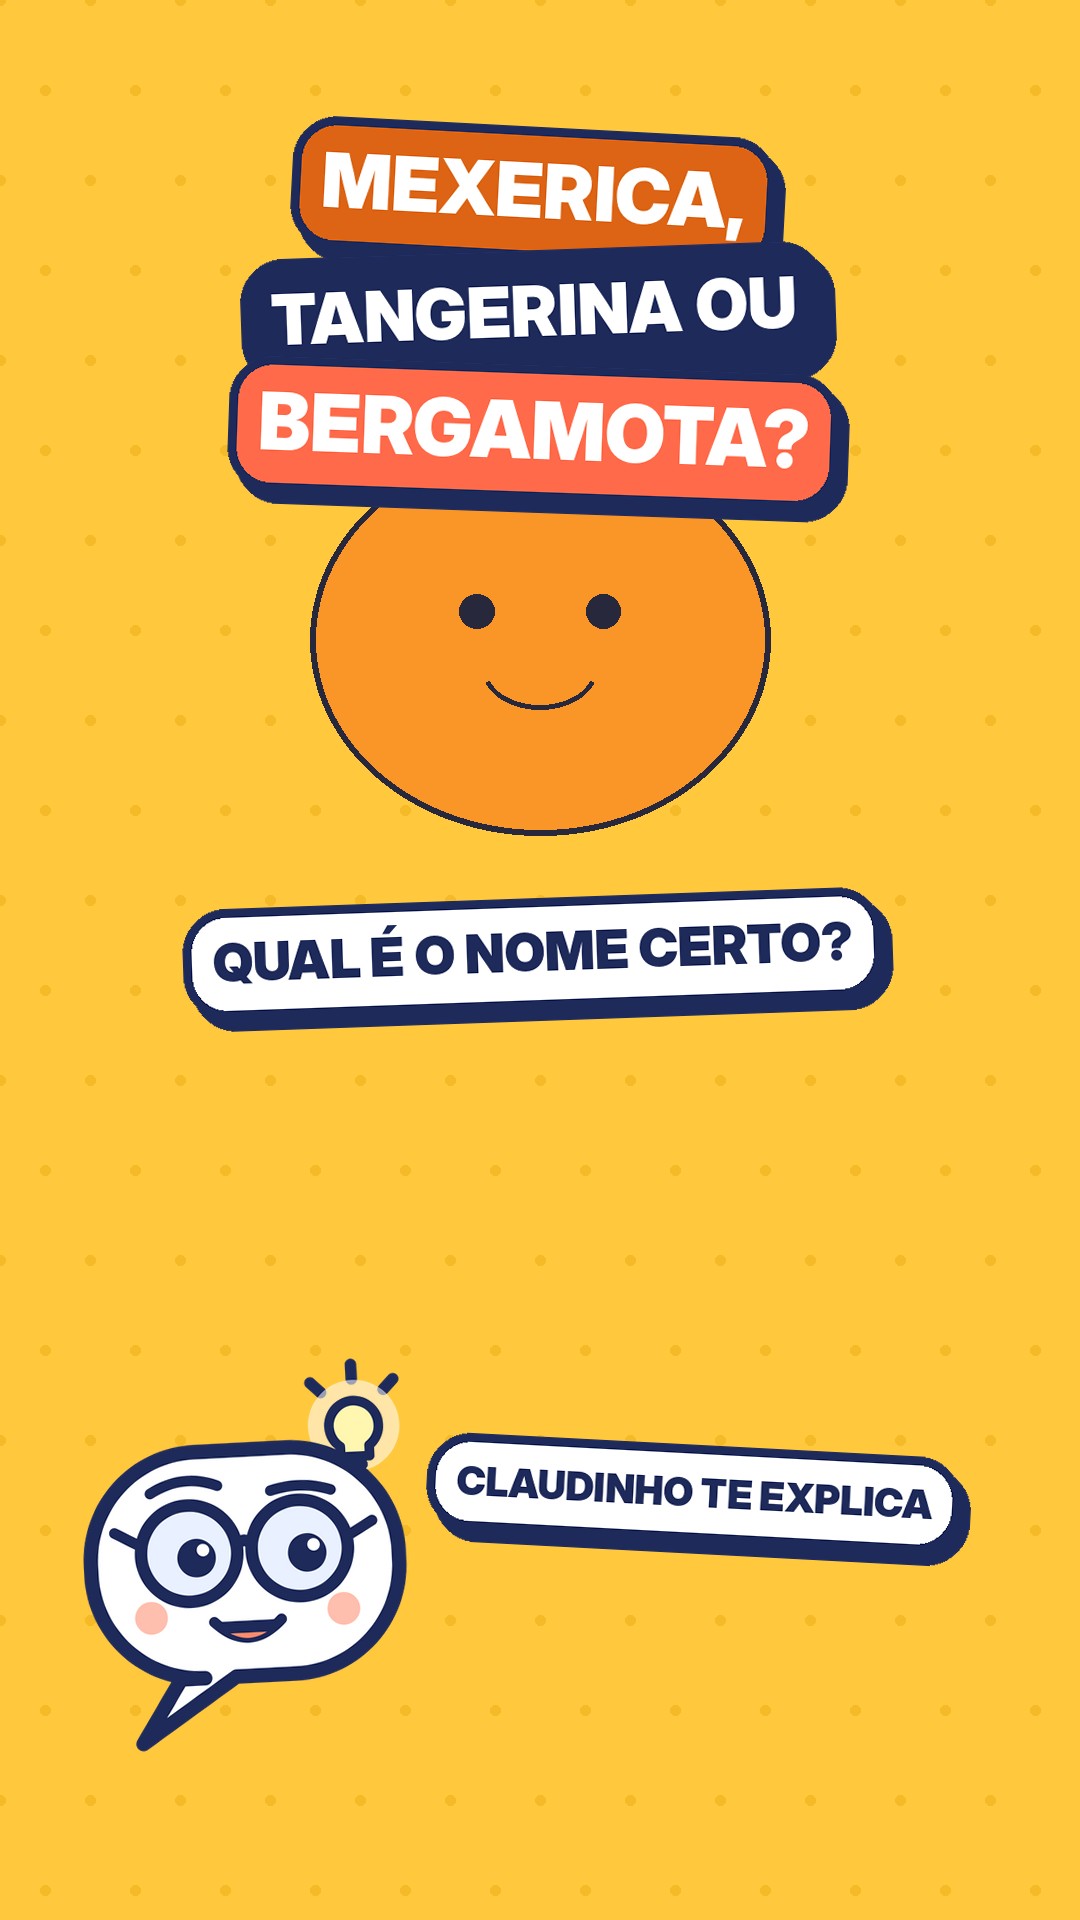 MEXERICA,
TANGERINA OU
BERGAMOTA?
QUAL É O NOME CERTO?
CLAUDINHO TE EXPLICA